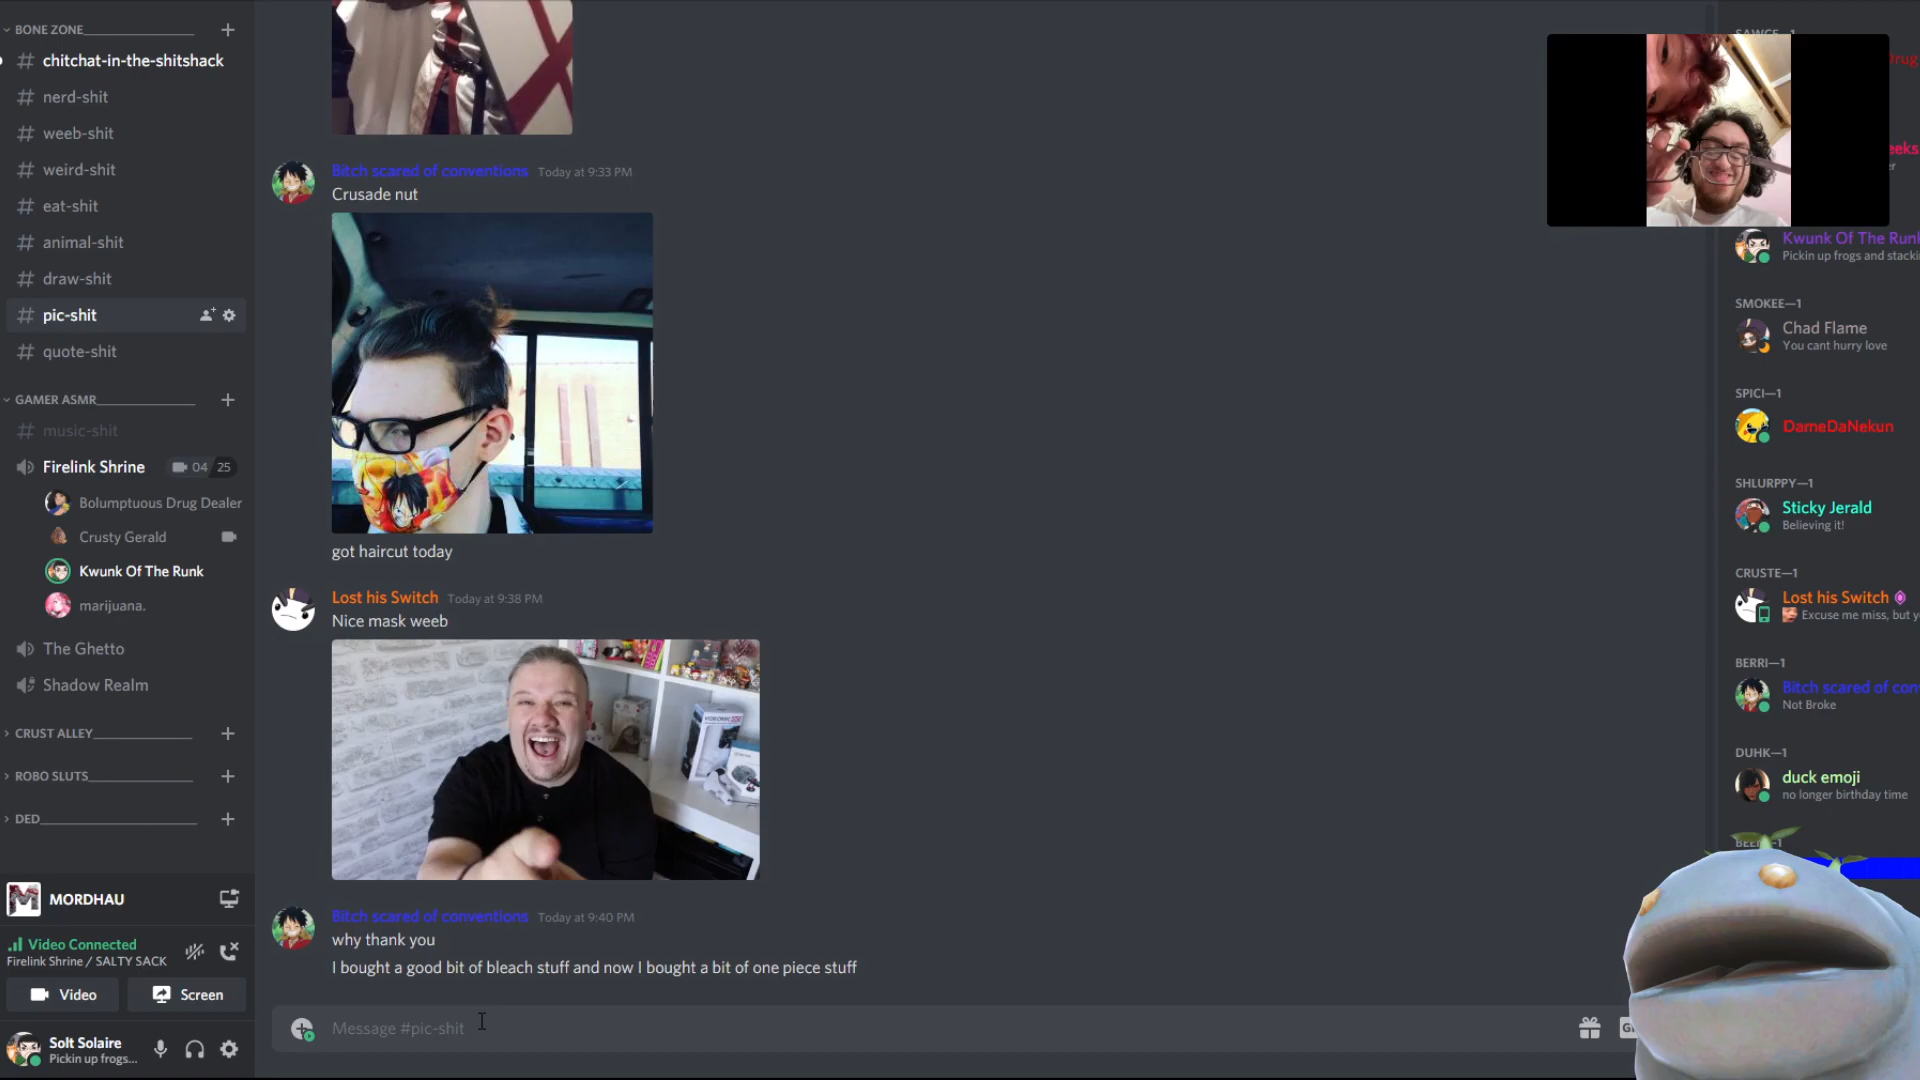 BONE ZONE
chitchat-in-the-shitshack
nerd-shit
weeb-shit
weird-shit
eat-shit
animal-shit
draw-shit
pic-shit
quote-shit
GAMER ASMR
music-shit
Firelink Shrine 04 25
Bolumptuous Drug Dealer
Crusty Gerald
Kwunk Of The Runk
marijuana.
The Ghetto
Shadow Realm
CRUST ALLEY
ROBO SLUTS
DED
MORDHAU
Video Connected
Firelink Shrine / SALTY SACK
Video Screen
Solt Solaire
Pickin up frogs...
Bitch scared of conventions Today at 9:33 PM
Crusade nut
got haircut today
Lost his Switch Today at 9:38 PM
Nice mask weeb
Bitch scared of conventions Today at 9:40 PM
why thank you
I bought a good bit of bleach stuff and now I bought a bit of one piece stuff
Message #pic-shit
Drug
eeks
er
Kwunk Of The Runk
Pickin up frogs and stacki
SMOKEE—1
Chad Flame
You cant hurry love
SPICI—1
DameDaNekun
SHLURPPY—1
Sticky Jerald
Believing it!
CRUSTE—1
Lost his Switch
Excuse me miss, but y
BERRI—1
Bitch scared of con
Not Broke
DUHK—1
duck emoji
no longer birthday time